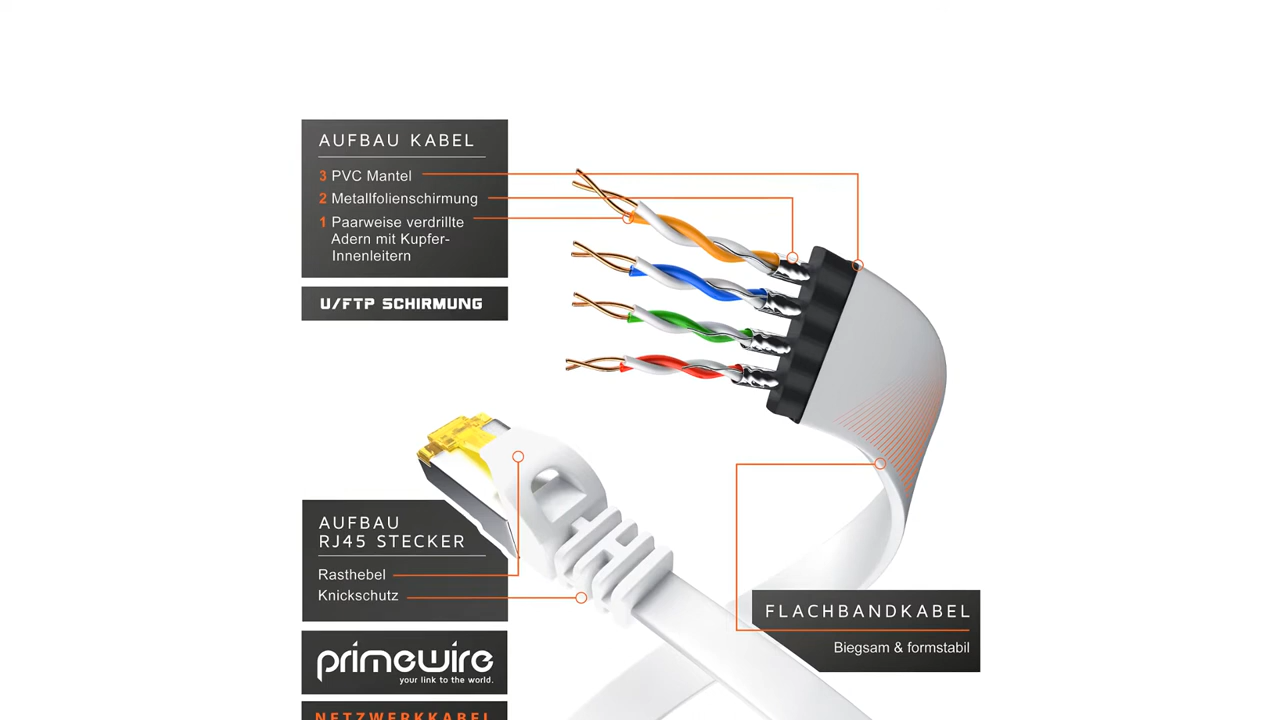 AUFBAU KABEL
3 PVC Mantel
2 Metallfolienschirmung
1 Paarweise verdrillte
Adern mit Kupfer-
Innenleitern
U/FTP SCHIRMUNG
AUFBAU
RJ45 STECKER
Rasthebel
Knickschutz
FLACHBANDKABEL
Biegsam & formstabil
primewire
your link to the world.
NETZWERKKABEL